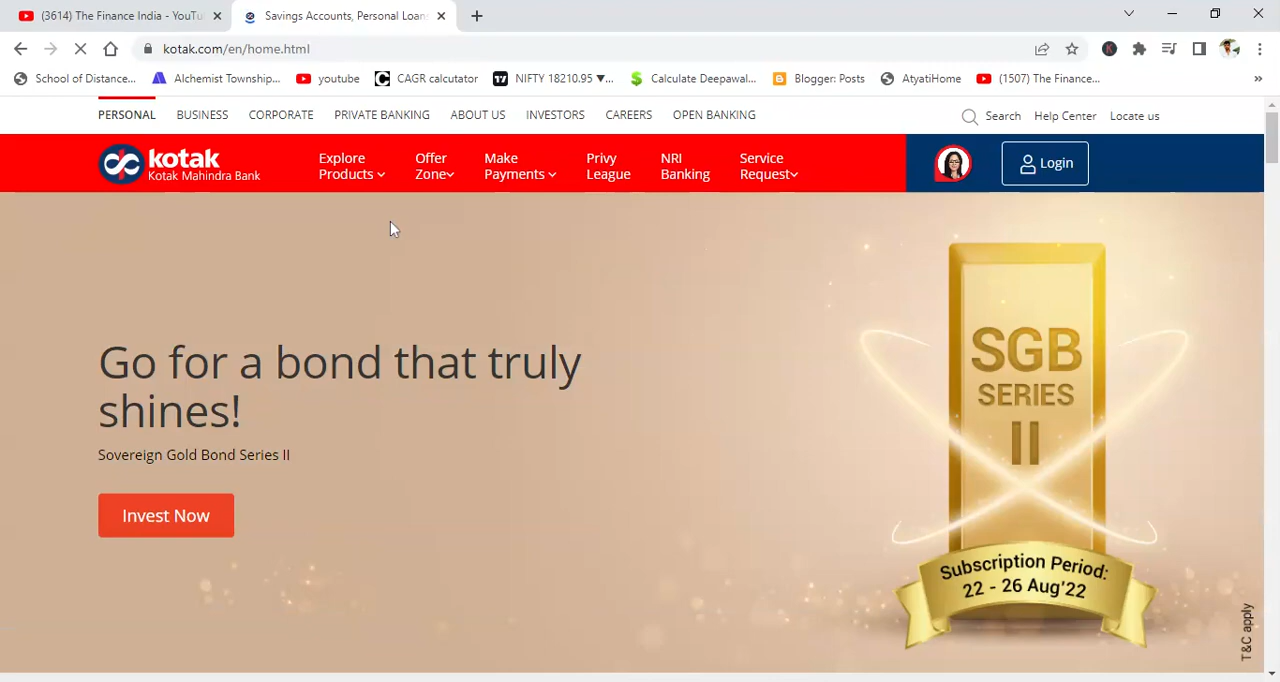 (3614) The Finance India - YouTu
Savings Accounts, Personal Loans
kotak.com/en/home.html
School of Distance...
Alchemist Township...
youtube
CAGR calcutator
NIFTY 18210.95 ▼...
Calculate Deepawal...
Blogger: Posts
AtyatiHome
(1507) The Finance...
»
PERSONAL
BUSINESS
CORPORATE
PRIVATE BANKING
ABOUT US
INVESTORS
CAREERS
OPEN BANKING
Search
Help Center
Locate us
kotak
Kotak Mahindra Bank
Explore
Products
Offer
Zone
Make
Payments
Privy
League
NRI
Banking
Service
Request
Login
Go for a bond that truly
shines!
Sovereign Gold Bond Series II
Invest Now
SGB
SERIES
II
Subscription Period:
22 - 26 Aug'22
T&C apply